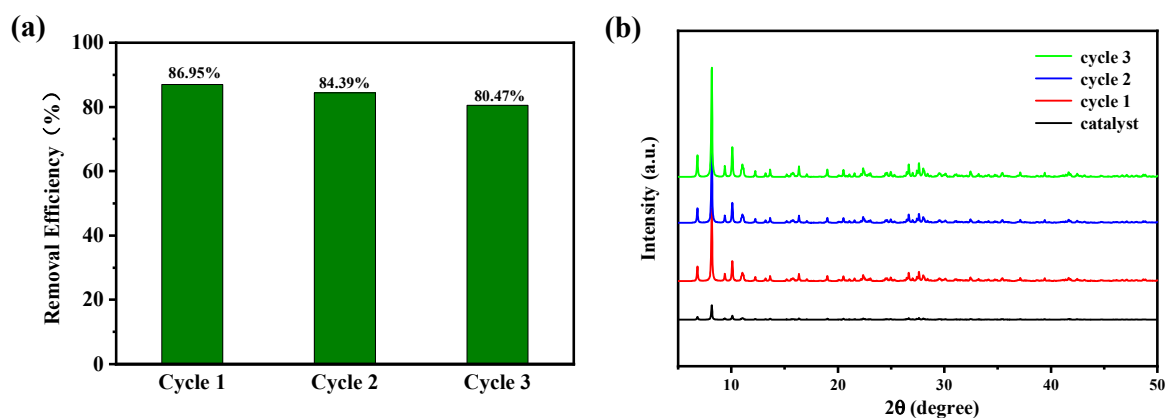 (a)
Removal Efficiency（%）
100
80
60
40
20
0
86.95%
84.39%
80.47%
Cycle 1
Cycle 2
Cycle 3
(b)
Intensity (a.u.)
cycle 3
cycle 2
cycle 1
catalyst
10
20
30
40
50
2θ (degree)